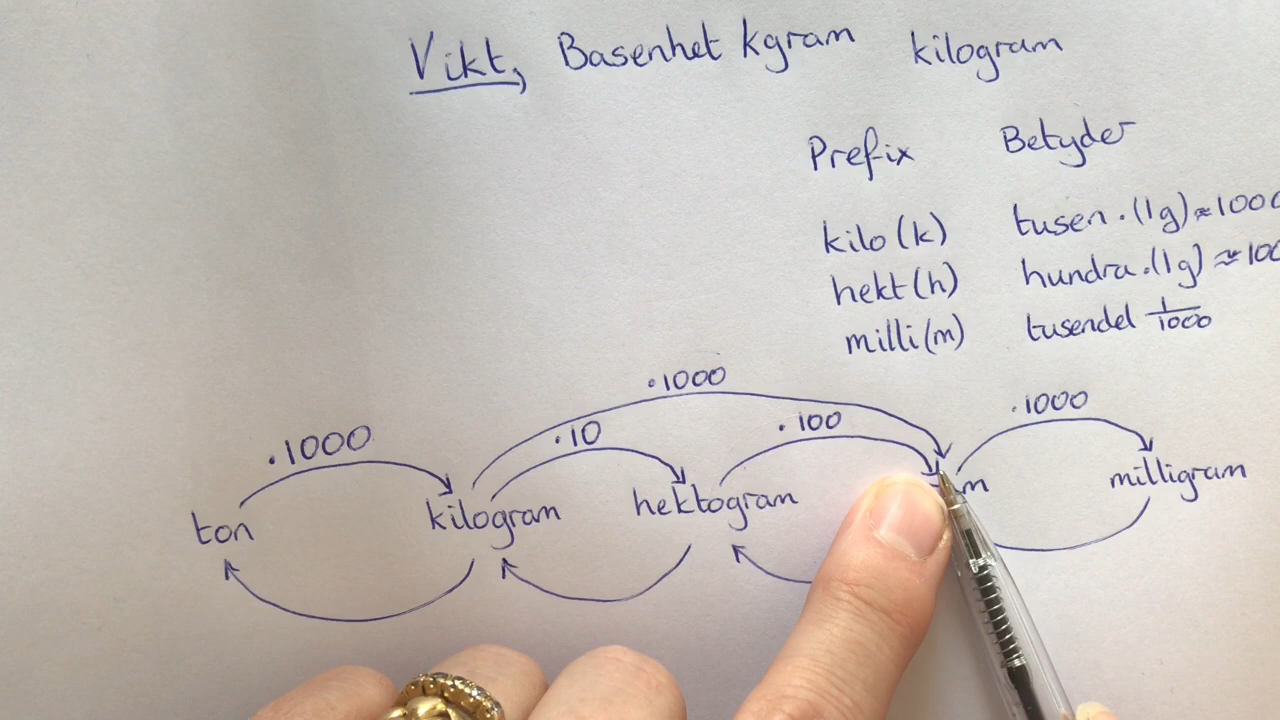 Vikt, Basenhet kgram kilogram
Prefix Betyder
kilo (k) tusen · (1g) ≈ 1000
hekt (h) hundra · (1g) ≈ 100
milli (m) tusendel 1/1000
·1000
·1000 ·10 ·100 ·1000
ton kilogram hektogram milligram